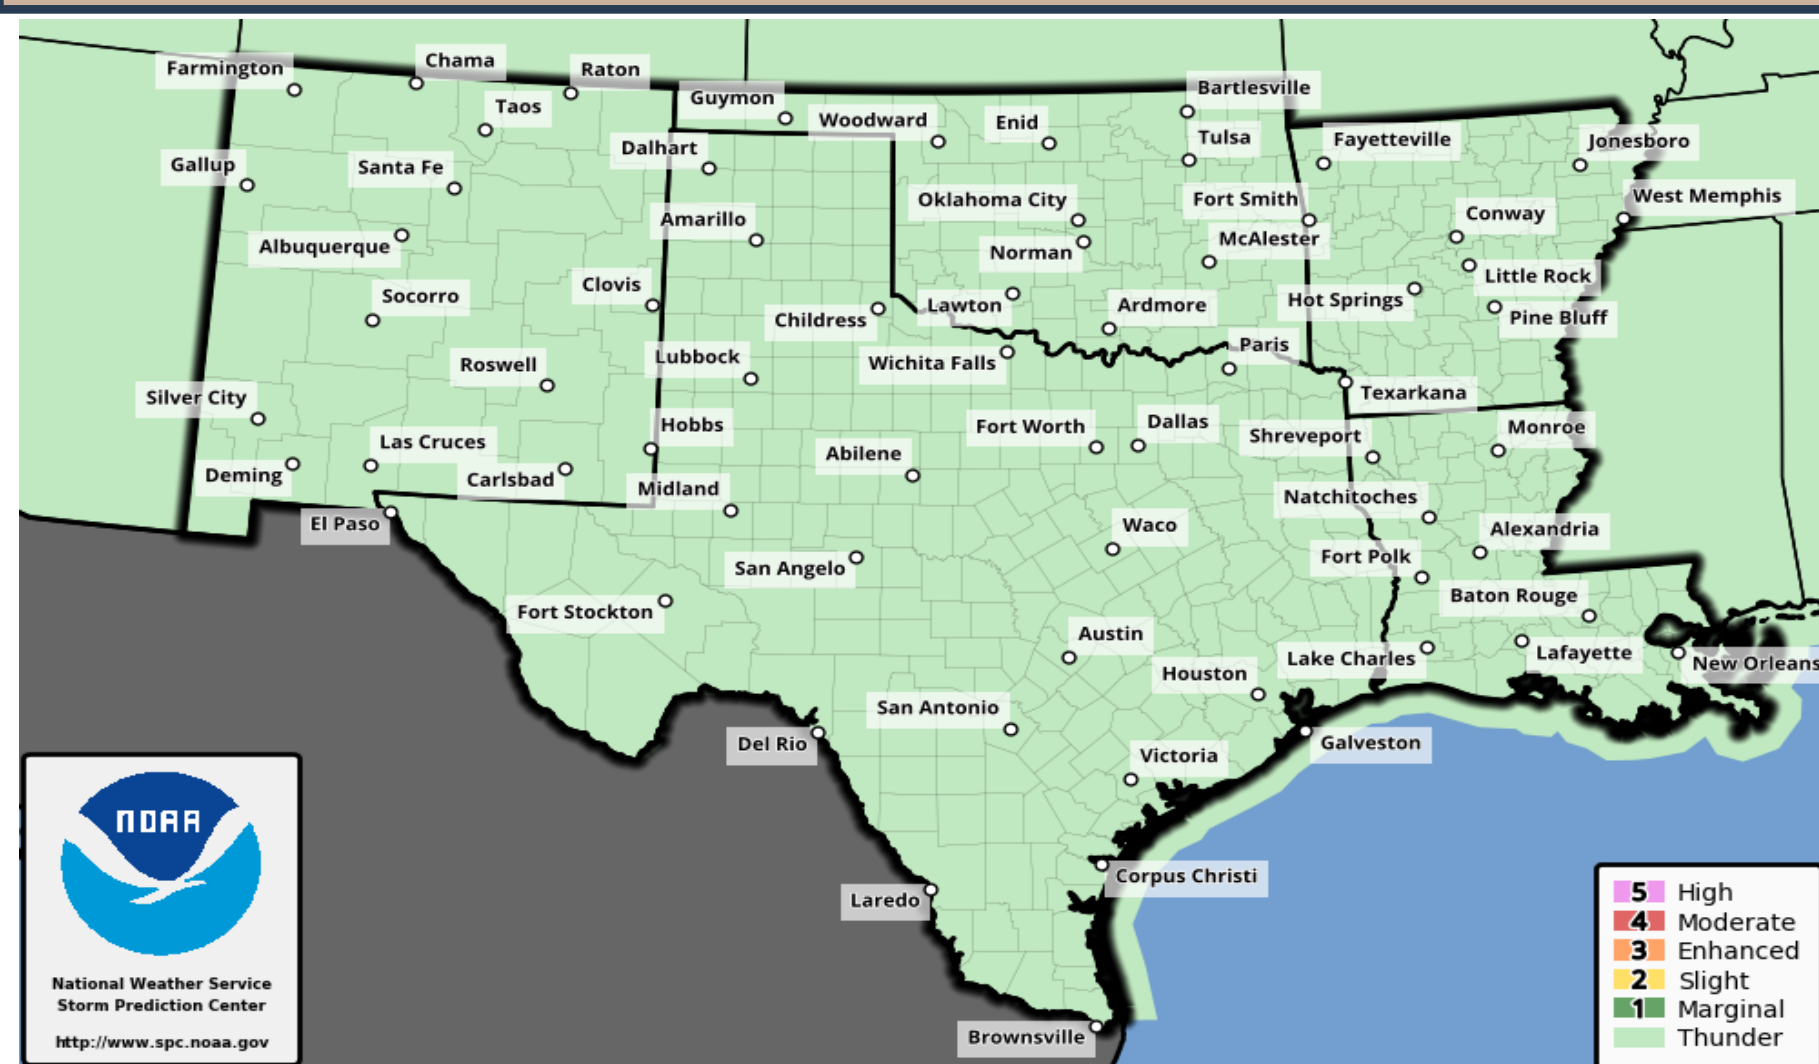 Farmington
Chama
Raton
Taos
Guymon
Woodward
Enid
Bartlesville
Tulsa
Fayetteville
Jonesboro
Gallup
Santa Fe
Dalhart
Oklahoma City
Fort Smith
West Memphis
Albuquerque
Amarillo
Norman
McAlester
Conway
Socorro
Clovis
Childress
Lawton
Ardmore
Hot Springs
Little Rock
Pine Bluff
Roswell
Lubbock
Wichita Falls
Paris
Texarkana
Silver City
Las Cruces
Hobbs
Abilene
Fort Worth
Dallas
Shreveport
Monroe
Deming
Carlsbad
Midland
Natchitoches
El Paso
San Angelo
Waco
Fort Polk
Alexandria
Fort Stockton
Austin
Baton Rouge
Houston
Lake Charles
Lafayette
New Orleans
Del Rio
San Antonio
Victoria
Galveston
Laredo
Corpus Christi
Brownsville
NOAA
National Weather Service
Storm Prediction Center
http://www.spc.noaa.gov
5 High
4 Moderate
3 Enhanced
2 Slight
1 Marginal
Thunder